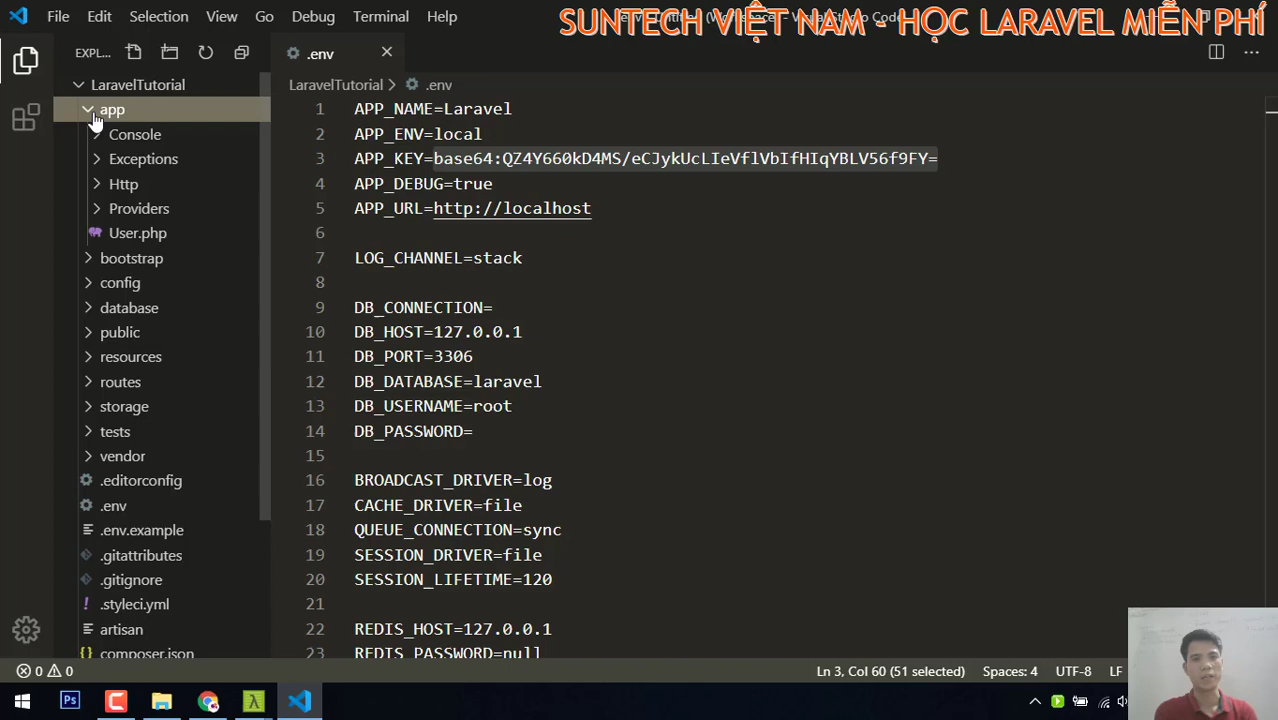 File Edit Selection View Go Debug Terminal Help
SUNTECH VIỆT NAM - HỌC LARAVEL MIỄN PHÍ
EXPL...
.env
LaravelTutorial
LaravelTutorial > .env
app
Console
Exceptions
Http
Providers
User.php
bootstrap
config
database
public
resources
routes
storage
tests
vendor
.editorconfig
.env
.env.example
.gitattributes
.gitignore
.styleci.yml
artisan
composer.json
1 APP_NAME=Laravel
2 APP_ENV=local
3 APP_KEY=base64:QZ4Y660kD4MS/eCJykUcLIeVflVbIfHIqYBLV56f9FY=
4 APP_DEBUG=true
5 APP_URL=http://localhost
6
7 LOG_CHANNEL=stack
8
9 DB_CONNECTION=
10 DB_HOST=127.0.0.1
11 DB_PORT=3306
12 DB_DATABASE=laravel
13 DB_USERNAME=root
14 DB_PASSWORD=
15
16 BROADCAST_DRIVER=log
17 CACHE_DRIVER=file
18 QUEUE_CONNECTION=sync
19 SESSION_DRIVER=file
20 SESSION_LIFETIME=120
21
22 REDIS_HOST=127.0.0.1
23 REDIS_PASSWORD=null
0 0
Ln 3, Col 60 (51 selected) Spaces: 4 UTF-8 LF
Ps